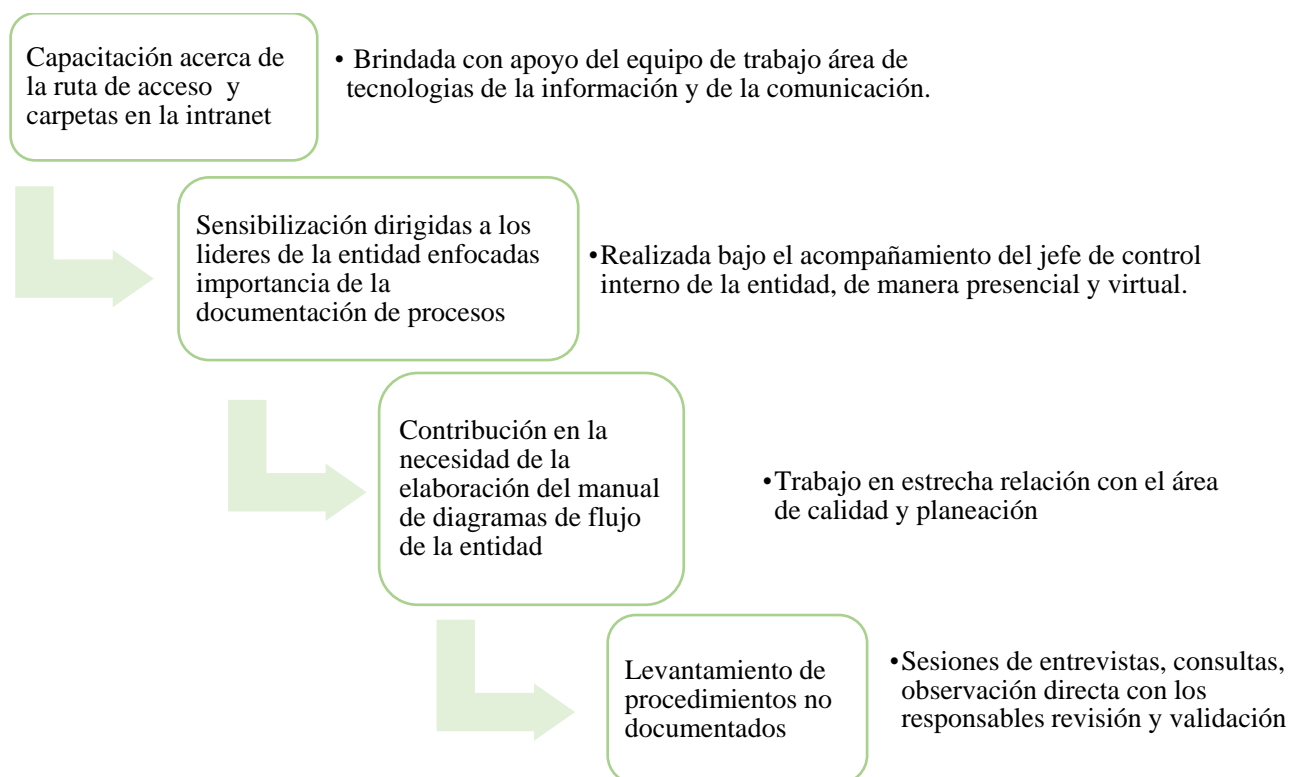 Capacitación acerca de
la ruta de acceso y
carpetas en la intranet
• Brindada con apoyo del equipo de trabajo área de
tecnologias de la información y de la comunicación.
Sensibilización dirigidas a los
lideres de la entidad enfocadas
importancia de la
documentación de procesos
•Realizada bajo el acompañamiento del jefe de control
interno de la entidad, de manera presencial y virtual.
Contribución en la
necesidad de la
elaboración del manual
de diagramas de flujo
de la entidad
•Trabajo en estrecha relación con el área
de calidad y planeación
Levantamiento de
procedimientos no
documentados
•Sesiones de entrevistas, consultas,
observación directa con los
responsables revisión y validación